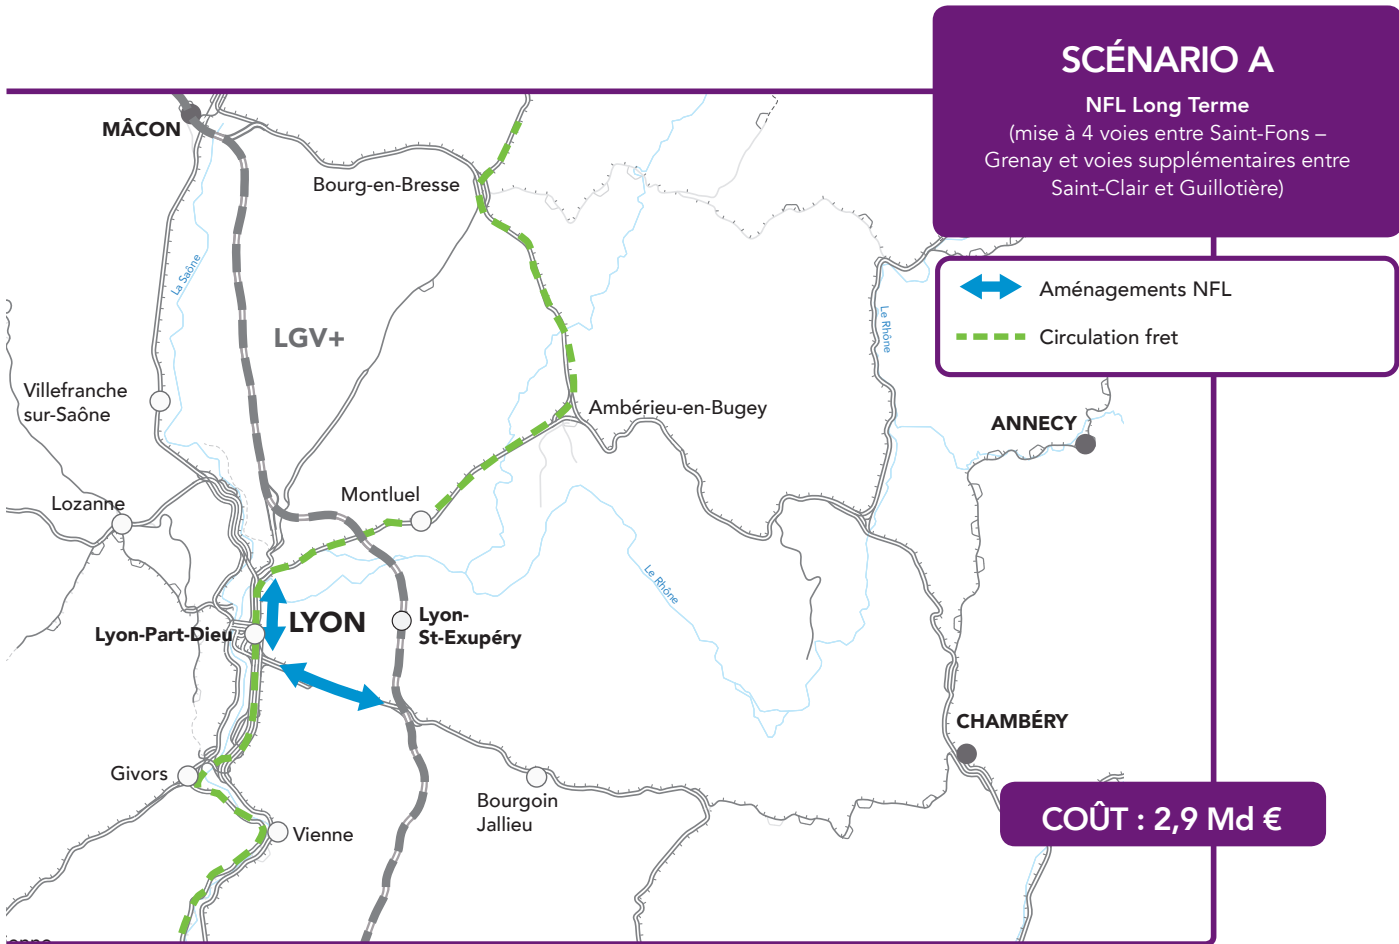 SCÉNARIO A
NFL Long Terme
(mise à 4 voies entre Saint-Fons –
Grenay et voies supplémentaires entre
Saint-Clair et Guillotière)
Aménagements NFL
Circulation fret
MÂCON
Bourg-en-Bresse
La Saône
LGV+
Le Rhône
Villefranche
sur-Saône
Ambérieu-en-Bugey
ANNECY
Montluel
Lozanne
Le Rhône
LYON
Lyon-
St-Exupéry
Lyon-Part-Dieu
CHAMBÉRY
Givors
Bourgoin
Jallieu
Vienne
COÛT : 2,9 Md €